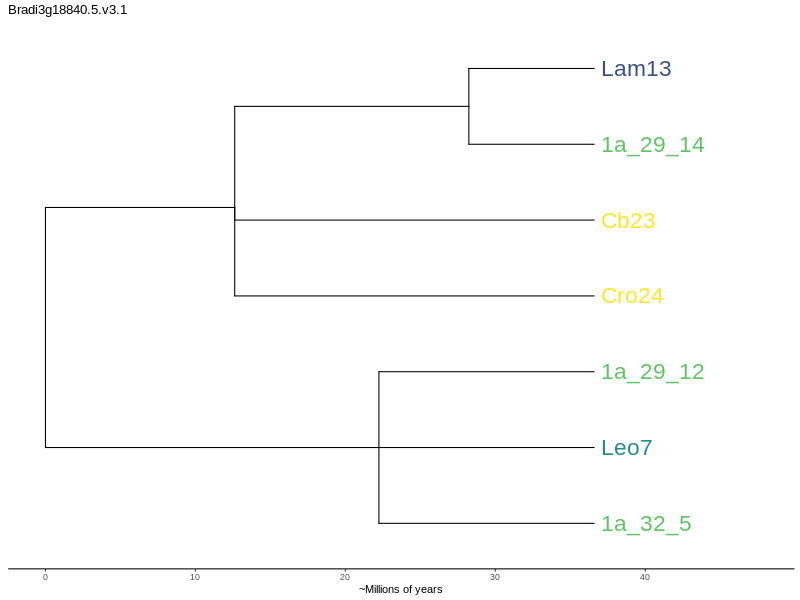 Bradi3g18840.5.v3.1
Lam13
1a_29_14
Cb23
Cro24
1a_29_12
Leo7
1a_32_5
0 10 20 30 40
~Millions of years